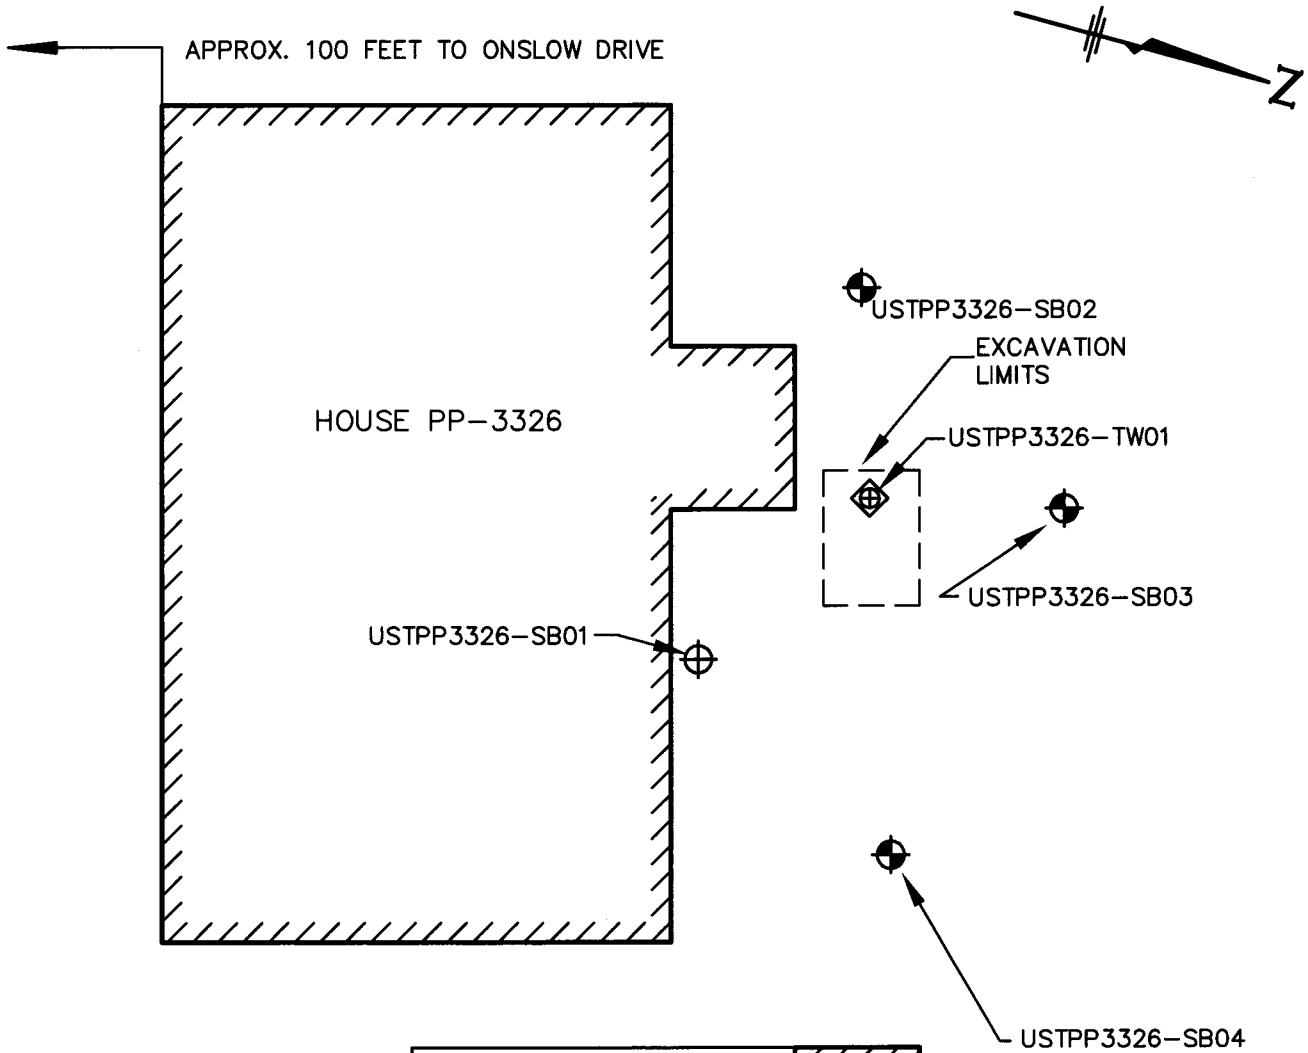 APPROX. 100 FEET TO ONSLOW DRIVE
N
USTPP3326-SB02
EXCAVATION
LIMITS
HOUSE PP-3326
USTPP3326-TW01
USTPP3326-SB03
USTPP3326-SB01
USTPP3326-SB04